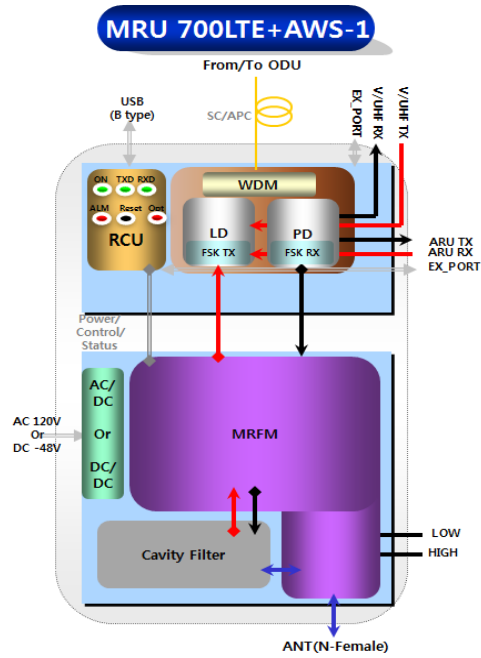 MRU 700LTE+AWS-1
From/To ODU
USB
(B type)
SC/APC
EX_PORT
V/UHF RX
V/UHF TX
ON TXD RXD
ALM Reset Opt
RCU
WDM
LD
PD
FSK TX
FSK RX
ARU TX
ARU RX
EX_PORT
Power/
Control/
Status
AC/
DC
Or
DC/
DC
AC 120V
Or
DC -48V
MRFM
Cavity Filter
LOW
HIGH
ANT(N-Female)